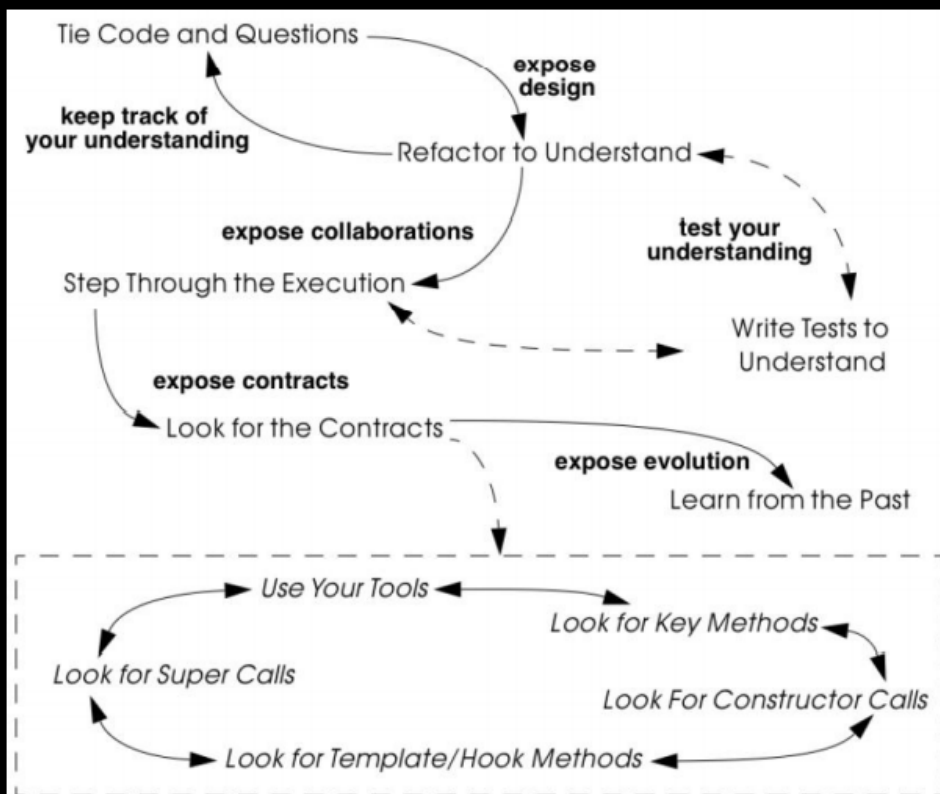 Tie Code and Questions
expose
design
keep track of
your understanding
Refactor to Understand
expose collaborations
test your
understanding
Step Through the Execution
Write Tests to
Understand
expose contracts
Look for the Contracts
expose evolution
Learn from the Past
Use Your Tools
Look for Key Methods
Look for Super Calls
Look For Constructor Calls
Look for Template/Hook Methods